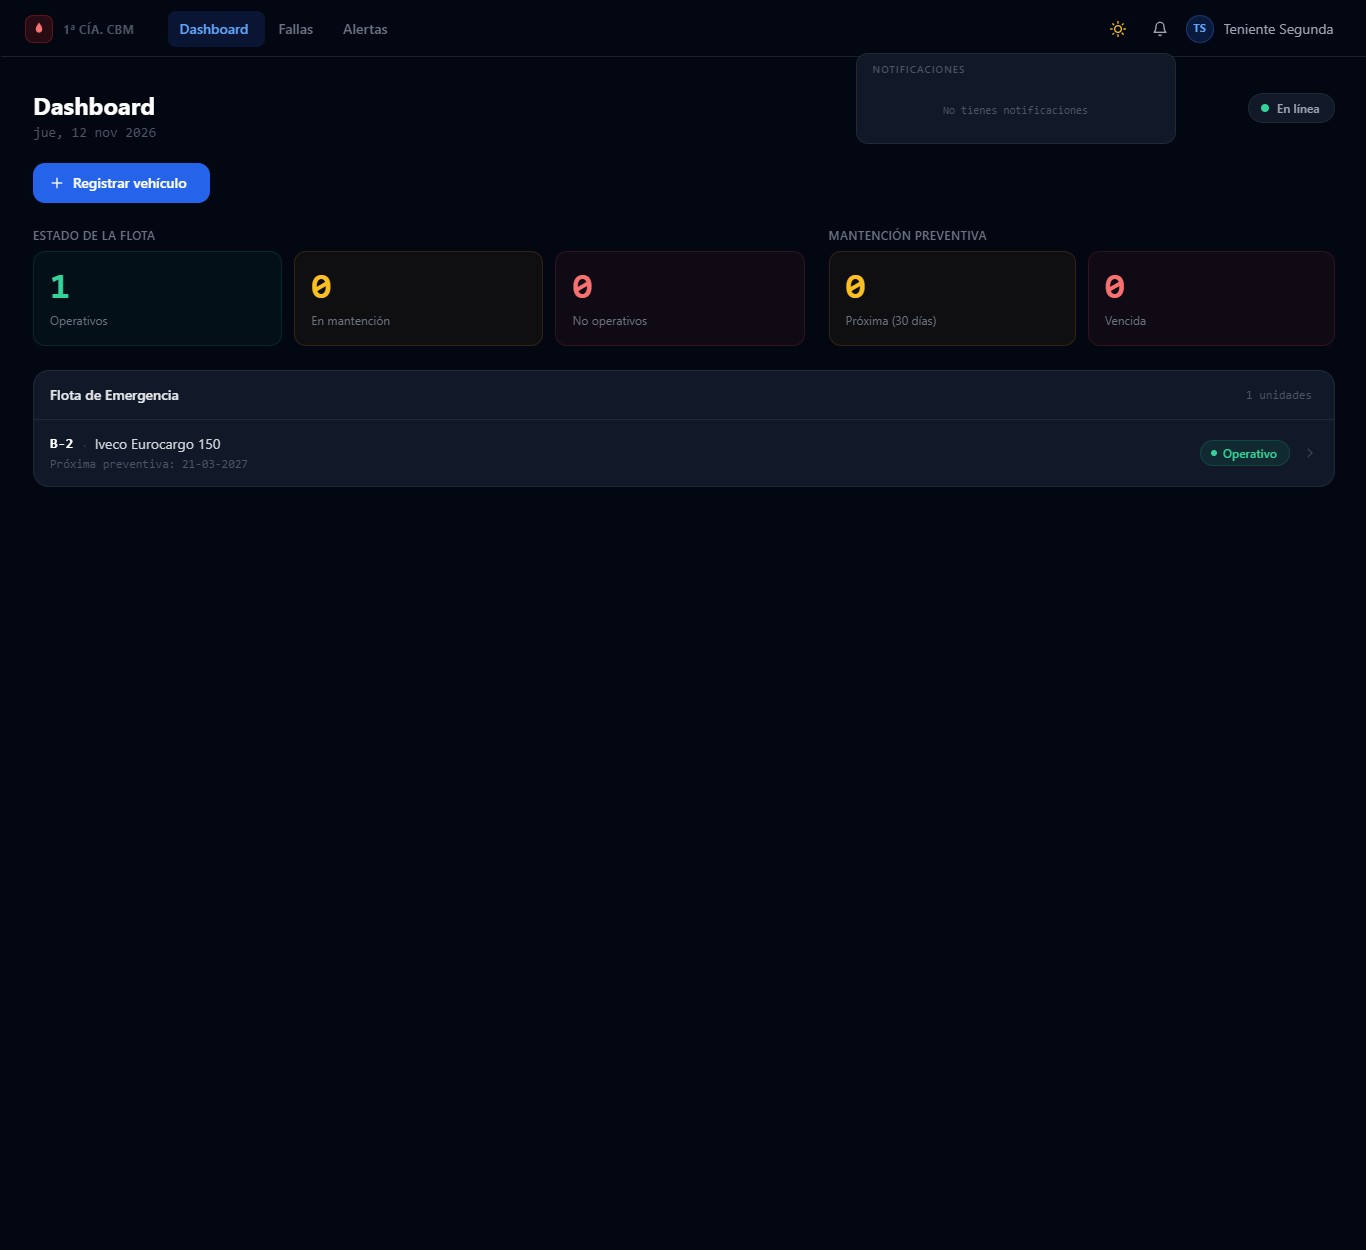 1ª CÍA. CBM
Dashboard
Fallas
Alertas
TS
Teniente Segunda
NOTIFICACIONES
No tienes notificaciones
Dashboard
jue, 12 nov 2026
En línea
+ Registrar vehículo
ESTADO DE LA FLOTA
1
Operativos
0
En mantención
0
No operativos
MANTENCIÓN PREVENTIVA
0
Próxima (30 días)
0
Vencida
Flota de Emergencia
1 unidades
B-2 · Iveco Eurocargo 150
Próxima preventiva: 21-03-2027
Operativo